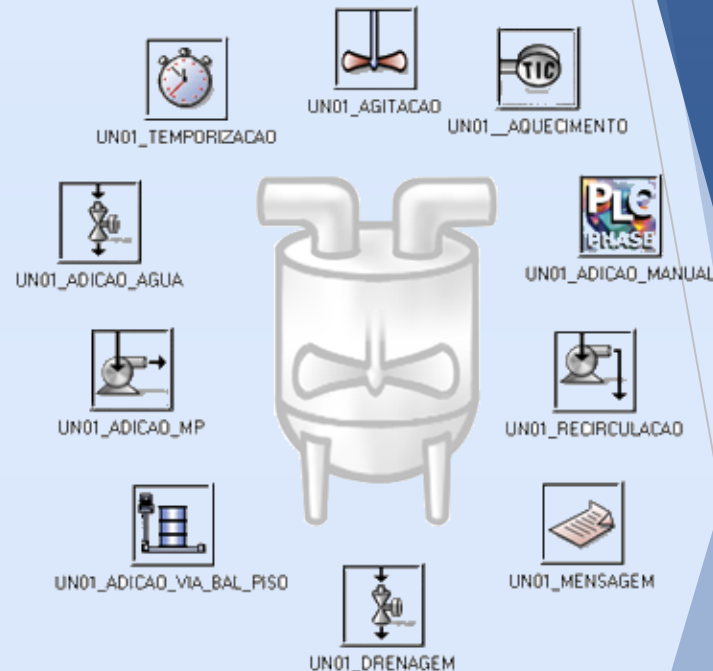 UN01_AGITACAO
UN01_TEMPORIZACAO
UN01__AQUECIMENTO
TIC
UN01_ADICAO_AGUA
PLC
PHASE
UN01_ADICAO_MANUAL
UN01_ADICAO_MP
UN01_RECIRCULACAO
UN01_ADICAO_VIA_BAL_PISO
UN01_MENSAGEM
UN01_DRENAGEM